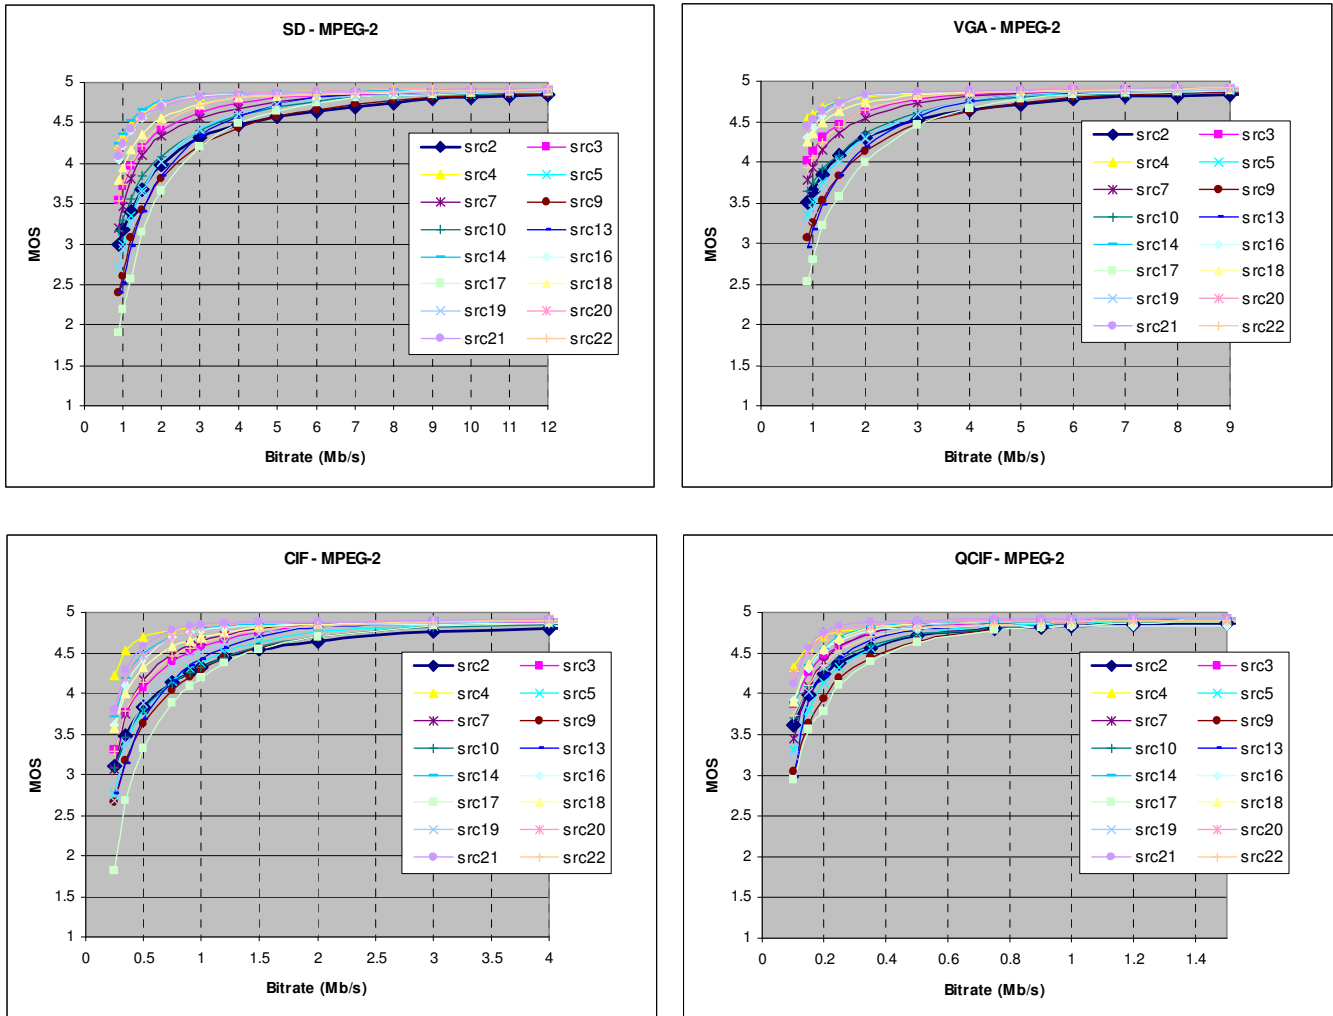 SD - MPEG-2
MOS
5
4.5
4
3.5
3
2.5
2
1.5
1
0 1 2 3 4 5 6 7 8 9 10 11 12
Bitrate (Mb/s)
src2 src3
src4 src5
src7 src9
src10 src13
src14 src16
src17 src18
src19 src20
src21 src22
VGA - MPEG-2
MOS
5
4.5
4
3.5
3
2.5
2
1.5
1
0 1 2 3 4 5 6 7 8 9
Bitrate (Mb/s)
src2 src3
src4 src5
src7 src9
src10 src13
src14 src16
src17 src18
src19 src20
src21 src22
CIF - MPEG-2
MOS
5
4.5
4
3.5
3
2.5
2
1.5
1
0 0.5 1 1.5 2 2.5 3 3.5 4
Bitrate (Mb/s)
src2 src3
src4 src5
src7 src9
src10 src13
src14 src16
src17 src18
src19 src20
src21 src22
QCIF - MPEG-2
MOS
5
4.5
4
3.5
3
2.5
2
1.5
1
0 0.2 0.4 0.6 0.8 1 1.2 1.4
Bitrate (Mb/s)
src2 src3
src4 src5
src7 src9
src10 src13
src14 src16
src17 src18
src19 src20
src21 src22